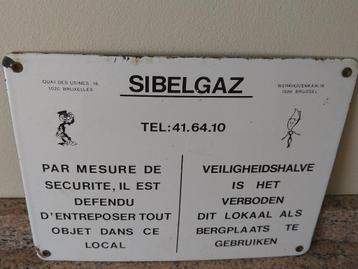 QUAI DES USINES, 16
1020 BRUXELLES
WERKHUIZENKAAI, 16
1020 BRUSSEL
SIBELGAZ
TEL: 41.64.10
PAR MESURE DE
SECURITE, IL EST
DEFENDU
D'ENTREPOSER TOUT
OBJET DANS CE
LOCAL
VEILIGHEIDSHALVE
IS HET
VERBODEN
DIT LOKAAL ALS
BERGPLAATS TE
GEBRUIKEN